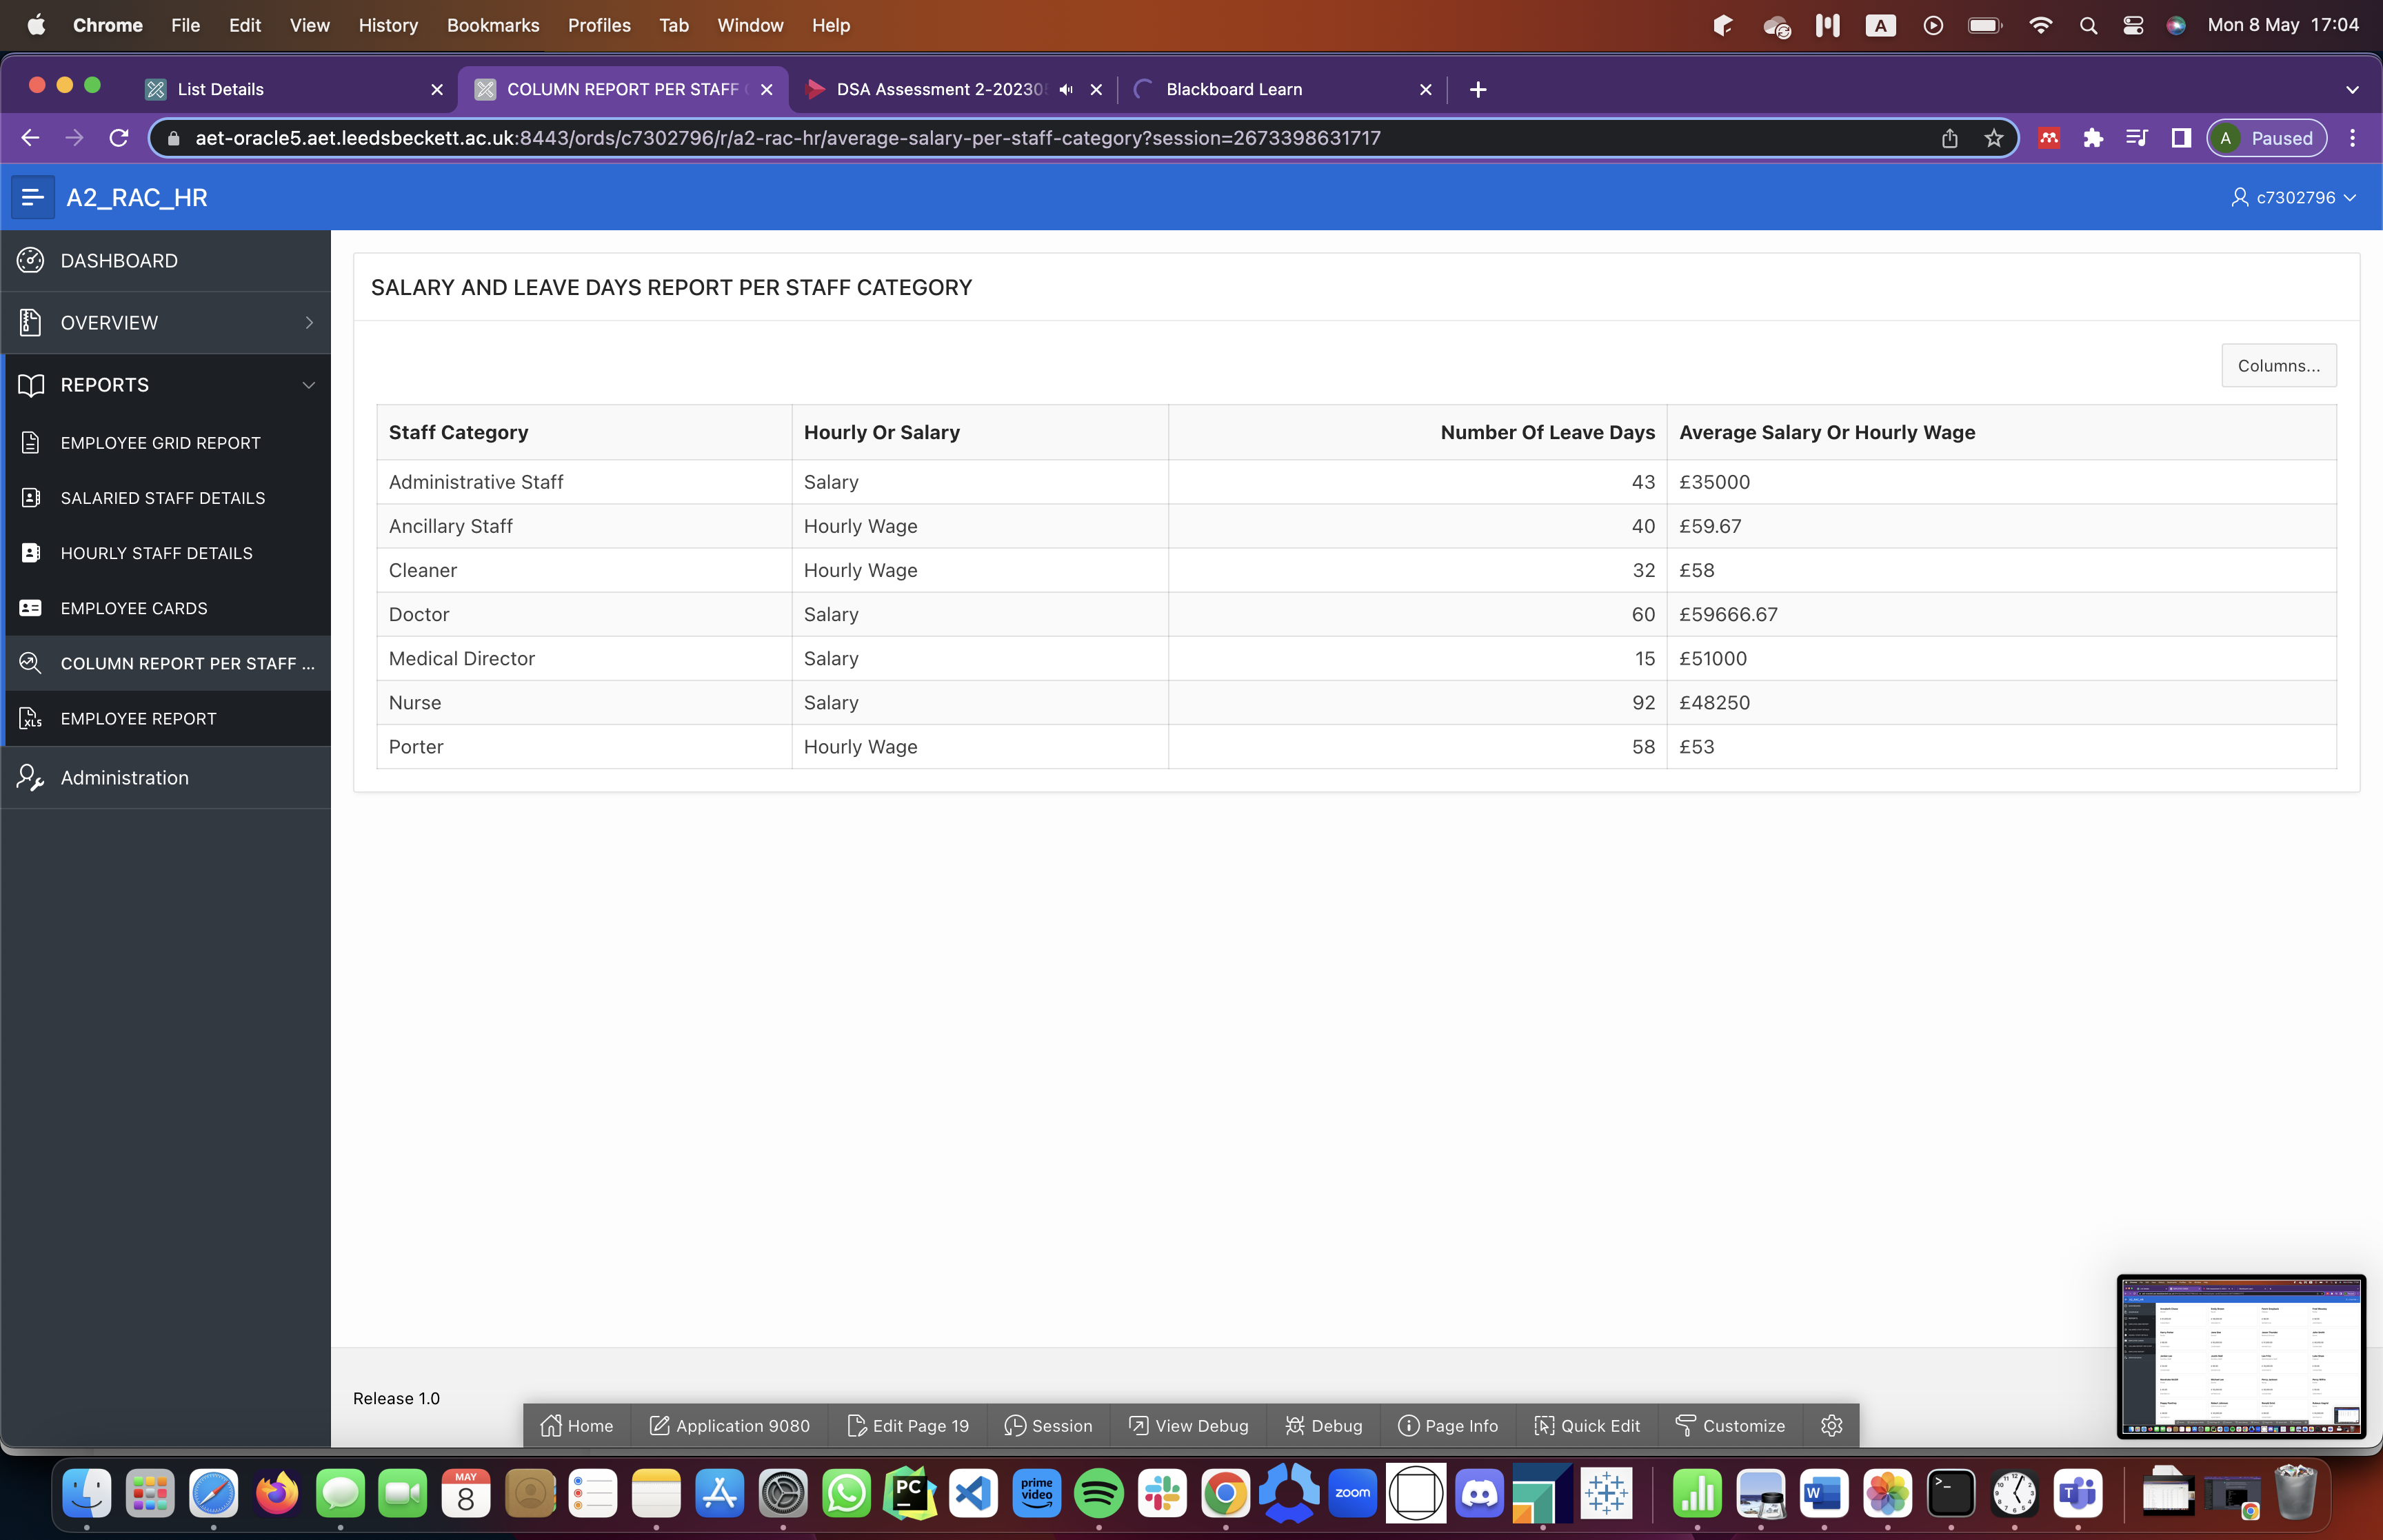 Chrome File Edit View History Bookmarks Profiles Tab Window Help A Mon 8 May 17:04
List Details COLUMN REPORT PER STAFF DSA Assessment 2-20230 Blackboard Learn
aet-oracle5.aet.leedsbeckett.ac.uk:8443/ords/c7302796/r/a2-rac-hr/average-salary-per-staff-category?session=2673398631717 A Paused
A2_RAC_HR c7302796
DASHBOARD
OVERVIEW
REPORTS
EMPLOYEE GRID REPORT
SALARIED STAFF DETAILS
HOURLY STAFF DETAILS
EMPLOYEE CARDS
COLUMN REPORT PER STAFF ...
XLS EMPLOYEE REPORT
Administration
SALARY AND LEAVE DAYS REPORT PER STAFF CATEGORY
Columns...
Staff Category Hourly Or Salary Number Of Leave Days Average Salary Or Hourly Wage
Administrative Staff Salary 43 £35000
Ancillary Staff Hourly Wage 40 £59.67
Cleaner Hourly Wage 32 £58
Doctor Salary 60 £59666.67
Medical Director Salary 15 £51000
Nurse Salary 92 £48250
Porter Hourly Wage 58 £53
Release 1.0
Home Application 9080 Edit Page 19 Session View Debug Debug Page Info Quick Edit Customize
MAY
8
PC
prime video
zoom
W
T